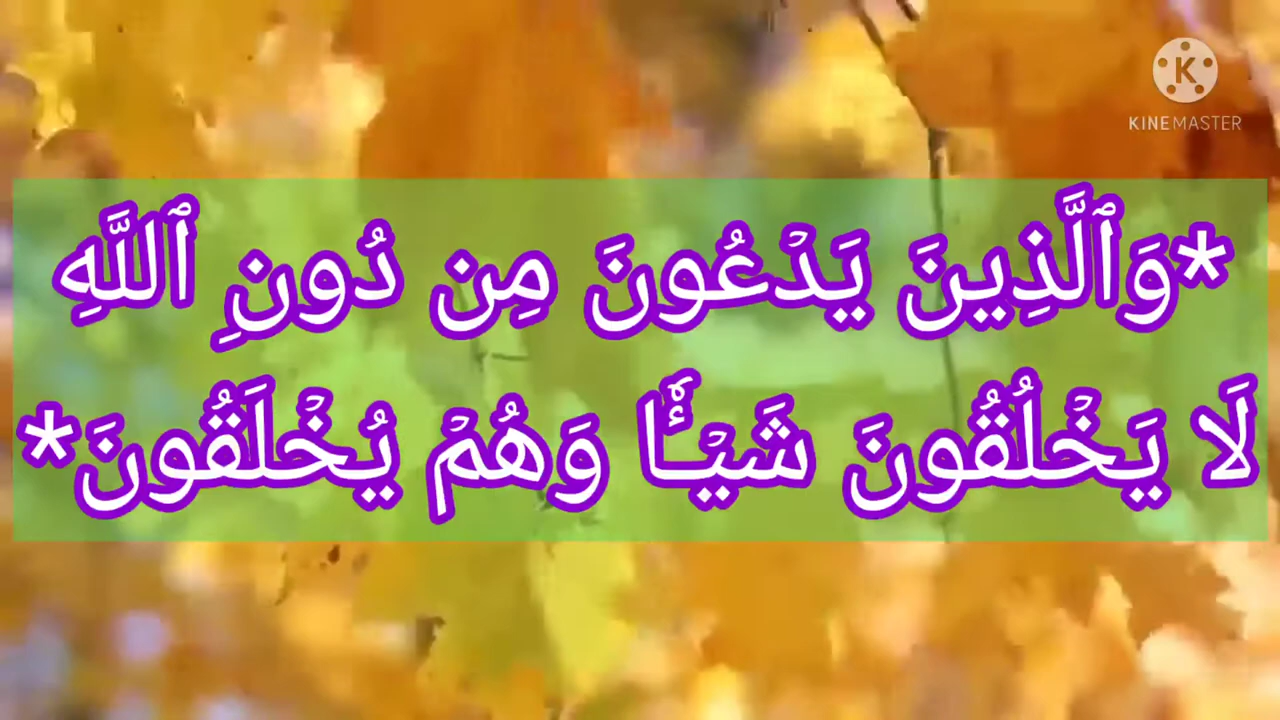 K
KINEMASTER
*وَٱلَّذِينَ يَدْعُونَ مِن دُونِ ٱللَّهِ
لَا يَخْلُقُونَ شَيْـًٔا وَهُمْ يُخْلَقُونَ*